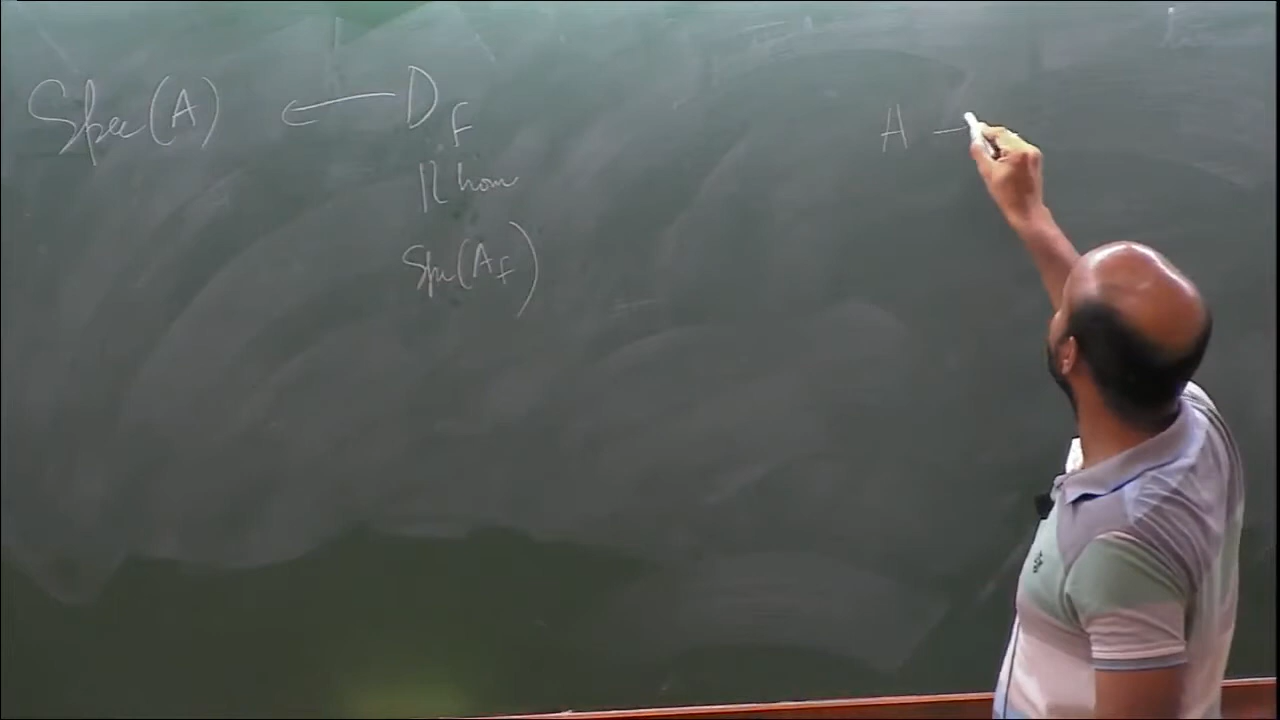 Spec(A) ← D_F
A —
≀≀ hom
Spec(A_F)